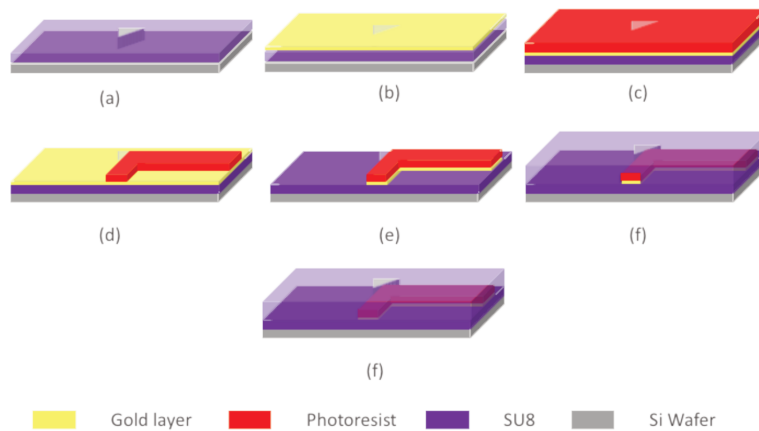 (a)
(b)
(c)
(d)
(e)
(f)
(f)
Gold layer Photoresist SU8 Si Wafer